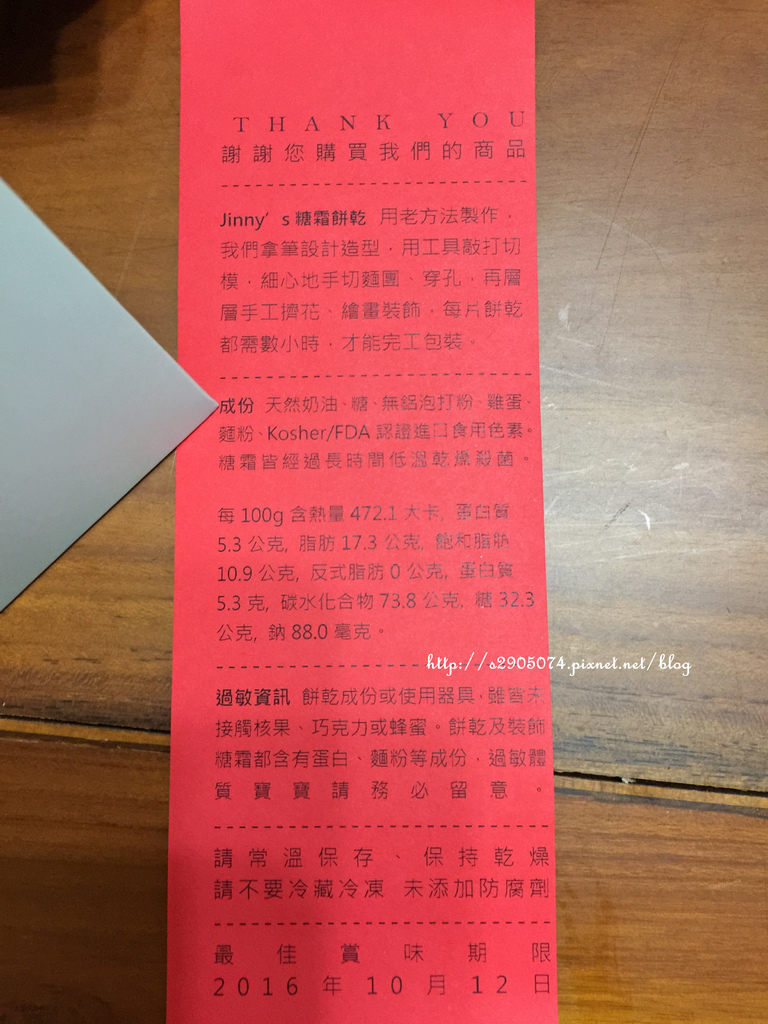 THANK YOU
謝謝您購買我們的商品
Jinny's 糖霜餅乾 用老方法製作，
我們拿筆設計造型，用工具敲打切
模，細心地手切麵團、穿孔，再層
層手工擠花、繪畫裝飾，每片餅乾
都需數小時，才能完工包裝。
成份 天然奶油、糖、無鋁泡打粉、雞蛋、
麵粉、Kosher/FDA 認證進口食用色素。
糖霜皆經過長時間低溫乾燥殺菌。
每 100g 含熱量 472.1 大卡, 蛋白質
5.3 公克, 脂肪 17.3 公克, 飽和脂肪
10.9 公克, 反式脂肪 0 公克, 蛋白質
5.3 克, 碳水化合物 73.8 公克, 糖 32.3
公克, 鈉 88.0 毫克。
http://s2905074.pixnet.net/blog
過敏資訊 餅乾成份或使用器具，雖皆未
接觸核果、巧克力或蜂蜜。餅乾及裝飾
糖霜都含有蛋白、麵粉等成份，過敏體
質寶寶請務必留意。
請常溫保存、保持乾燥
請不要冷藏冷凍 未添加防腐劑
最佳賞味期限
2016年10月12日